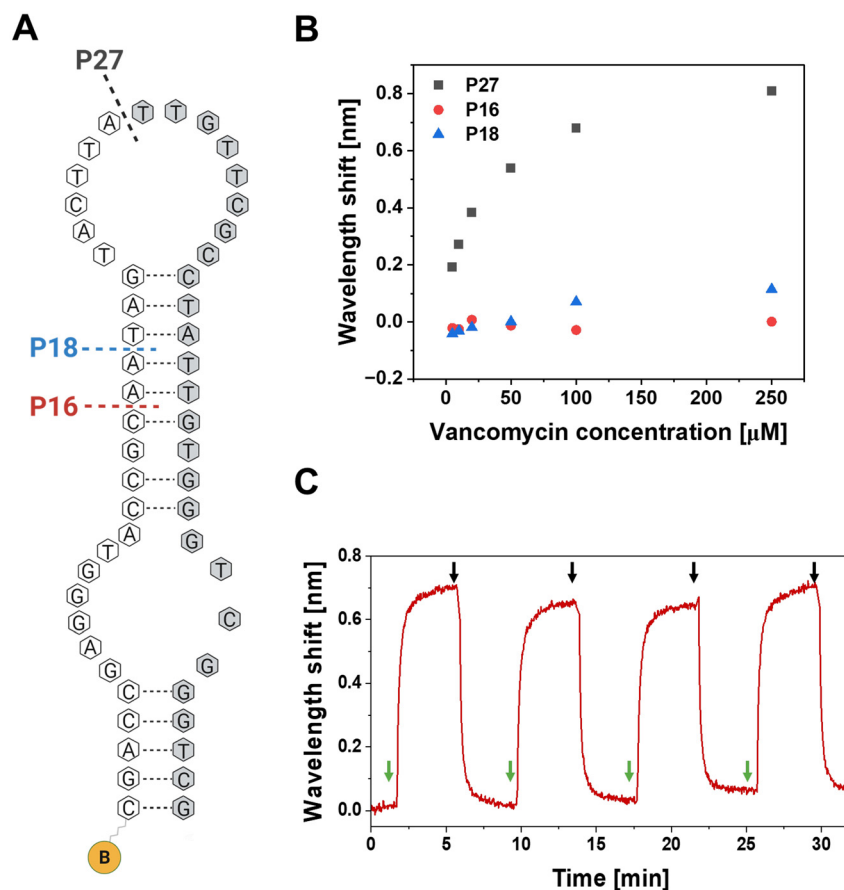 A
P27
A T T G
T T
T T
C C
A G
T C
G C
A T
T A
P18
A T
A T
P16
C G
G T
C G
C G
A G
T T
G
G
G C
A
G G
C G
C G
A T
G C
C G
B
B
Wavelength shift [nm]
0.8
0.6
0.4
0.2
0.0
−0.2
P27
P16
P18
0 50 100 150 200 250
Vancomycin concentration [μM]
C
Wavelength shift [nm]
0.8
0.6
0.4
0.2
0.0
0 5 10 15 20 25 30
Time [min]